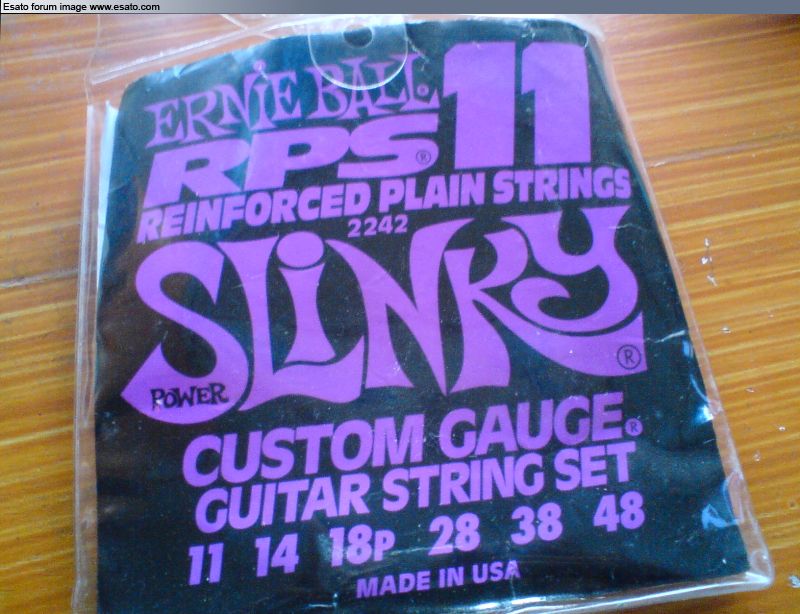 Esato forum image www.esato.com
ERNIE BALL®
RPS® 11
REINFORCED PLAIN STRINGS
2242
SLINKY®
POWER
CUSTOM GAUGE®
GUITAR STRING SET
11 14 18P 28 38 48
MADE IN USA